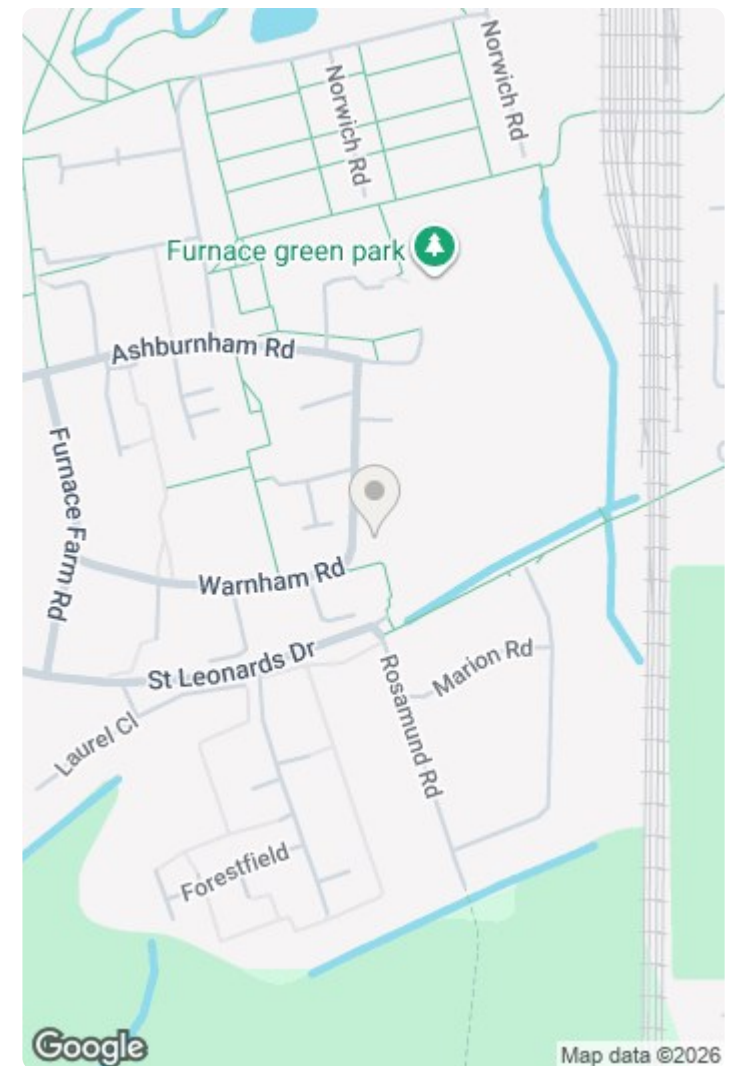 Norwich Rd
Norwich Rd
Furnace green park
Ashburnham Rd
Furnace Farm Rd
Warnham Rd
St Leonards Dr
Marion Rd
Rosamund Rd
Laurel Cl
Forestfield
Google
Map data ©2026